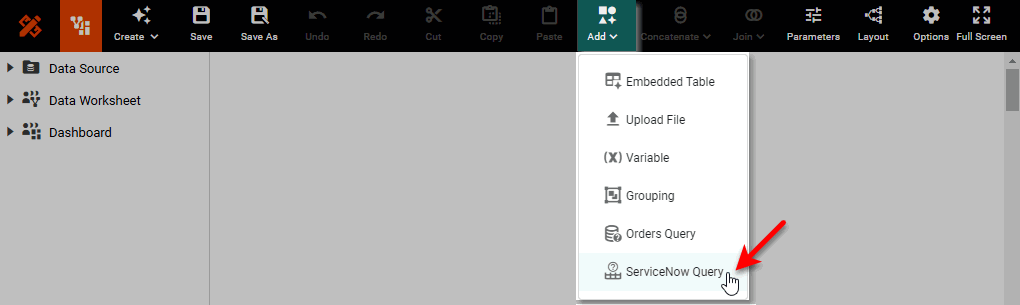 Create Save Save As Undo Redo Cut Copy Paste Add Concatenate Join Parameters Layout Options Full Screen
Data Source
Data Worksheet
Dashboard
Embedded Table
Upload File
(X) Variable
Grouping
Orders Query
ServiceNow Query